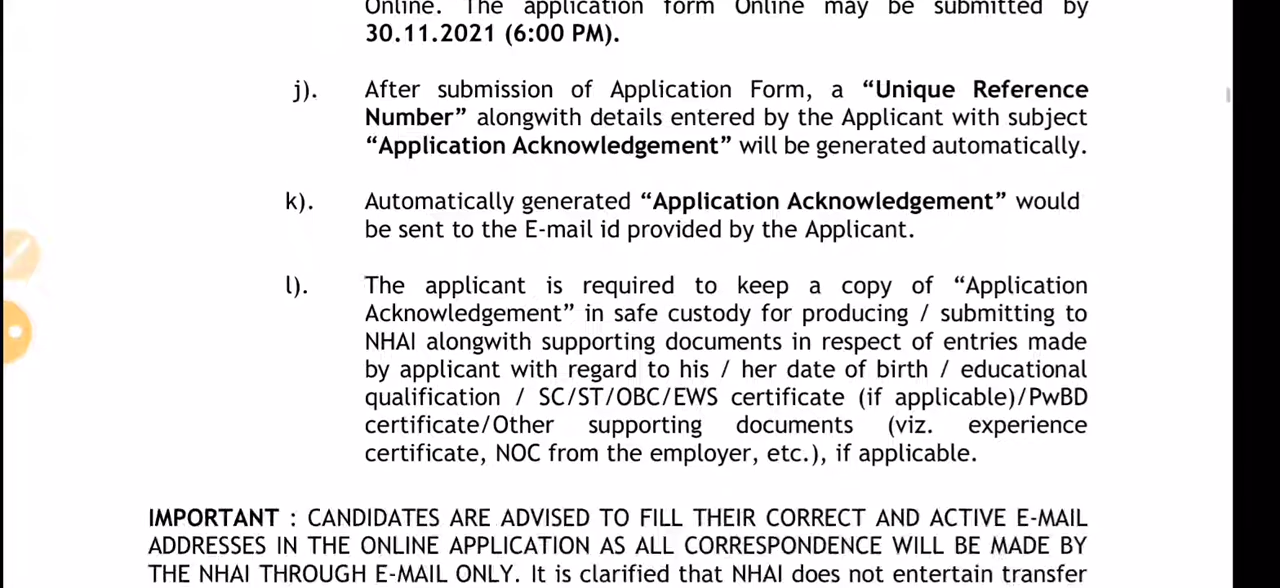 Online. The application form Online may be submitted by
30.11.2021 (6:00 PM).
j). After submission of Application Form, a “Unique Reference
Number” alongwith details entered by the Applicant with subject
“Application Acknowledgement” will be generated automatically.
k). Automatically generated “Application Acknowledgement” would
be sent to the E-mail id provided by the Applicant.
l). The applicant is required to keep a copy of “Application
Acknowledgement” in safe custody for producing / submitting to
NHAI alongwith supporting documents in respect of entries made
by applicant with regard to his / her date of birth / educational
qualification / SC/ST/OBC/EWS certificate (if applicable)/PwBD
certificate/Other supporting documents (viz. experience
certificate, NOC from the employer, etc.), if applicable.
IMPORTANT : CANDIDATES ARE ADVISED TO FILL THEIR CORRECT AND ACTIVE E-MAIL
ADDRESSES IN THE ONLINE APPLICATION AS ALL CORRESPONDENCE WILL BE MADE BY
THE NHAI THROUGH E-MAIL ONLY. It is clarified that NHAI does not entertain transfer